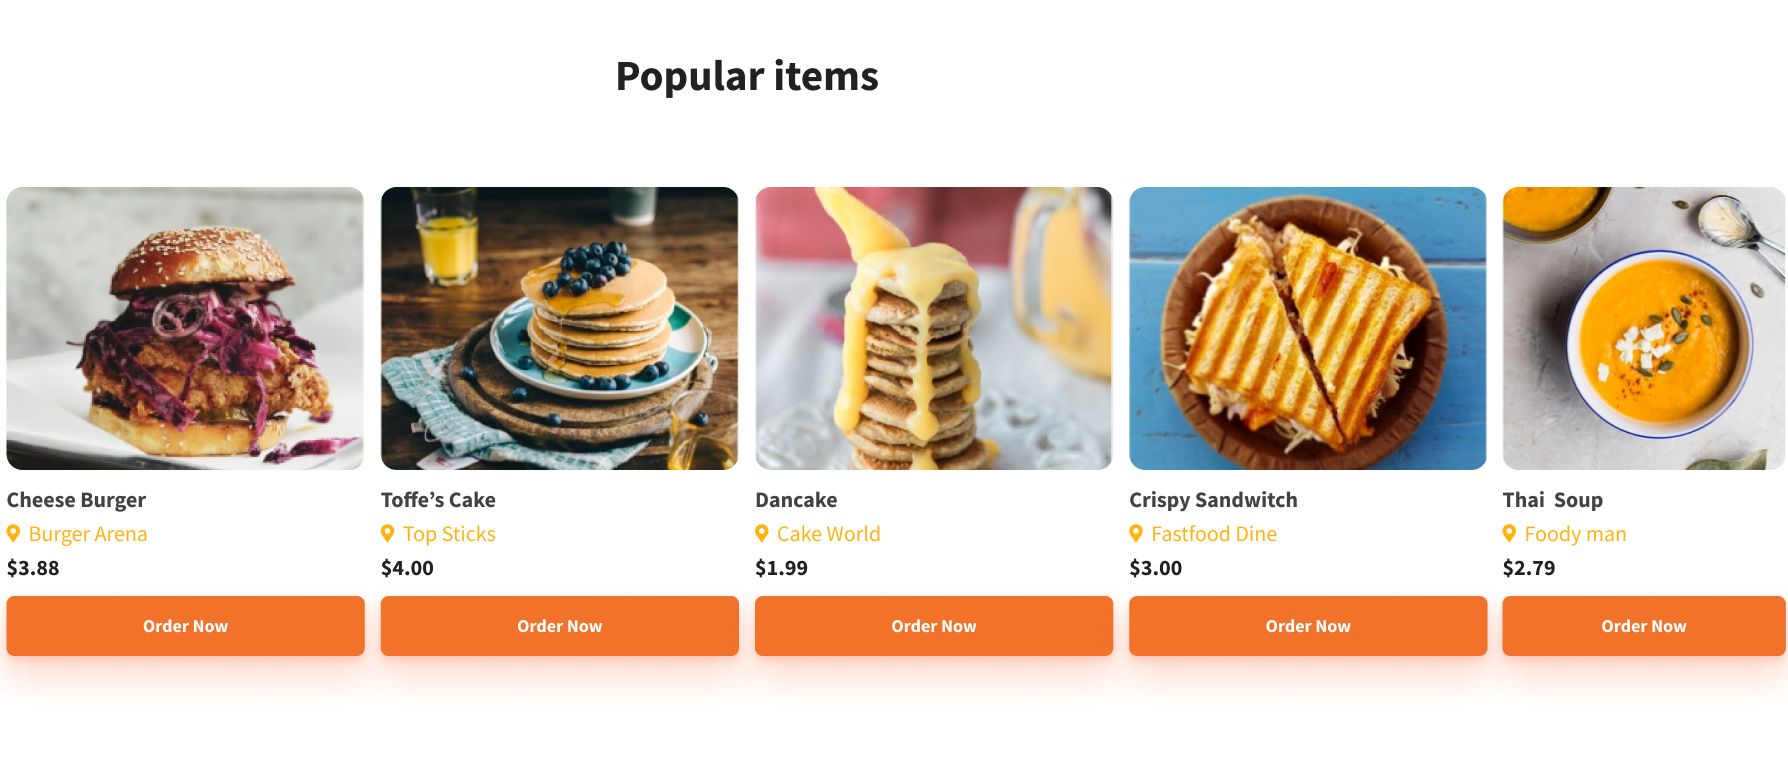 Popular items
Cheese Burger
Burger Arena
$3.88
Order Now
Toffe’s Cake
Top Sticks
$4.00
Order Now
Dancake
Cake World
$1.99
Order Now
Crispy Sandwitch
Fastfood Dine
$3.00
Order Now
Thai  Soup
Foody man
$2.79
Order Now